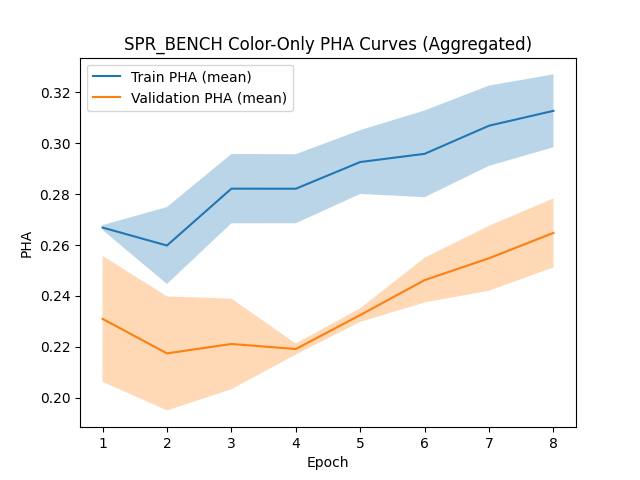 SPR_BENCH Color-Only PHA Curves (Aggregated)
Train PHA (mean)
Validation PHA (mean)
PHA
0.32
0.30
0.28
0.26
0.24
0.22
0.20
1 2 3 4 5 6 7 8
Epoch